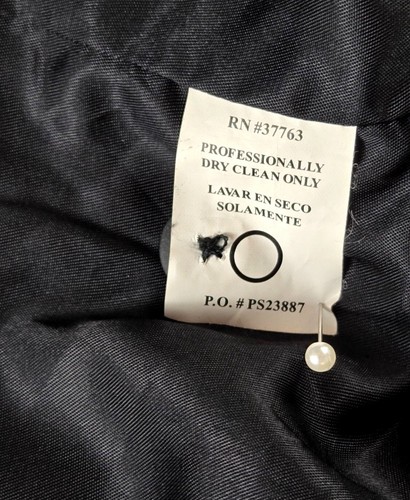 RN #37763
PROFESSIONALLY
DRY CLEAN ONLY
LAVAR EN SECO
SOLAMENTE
P.O. # PS23887